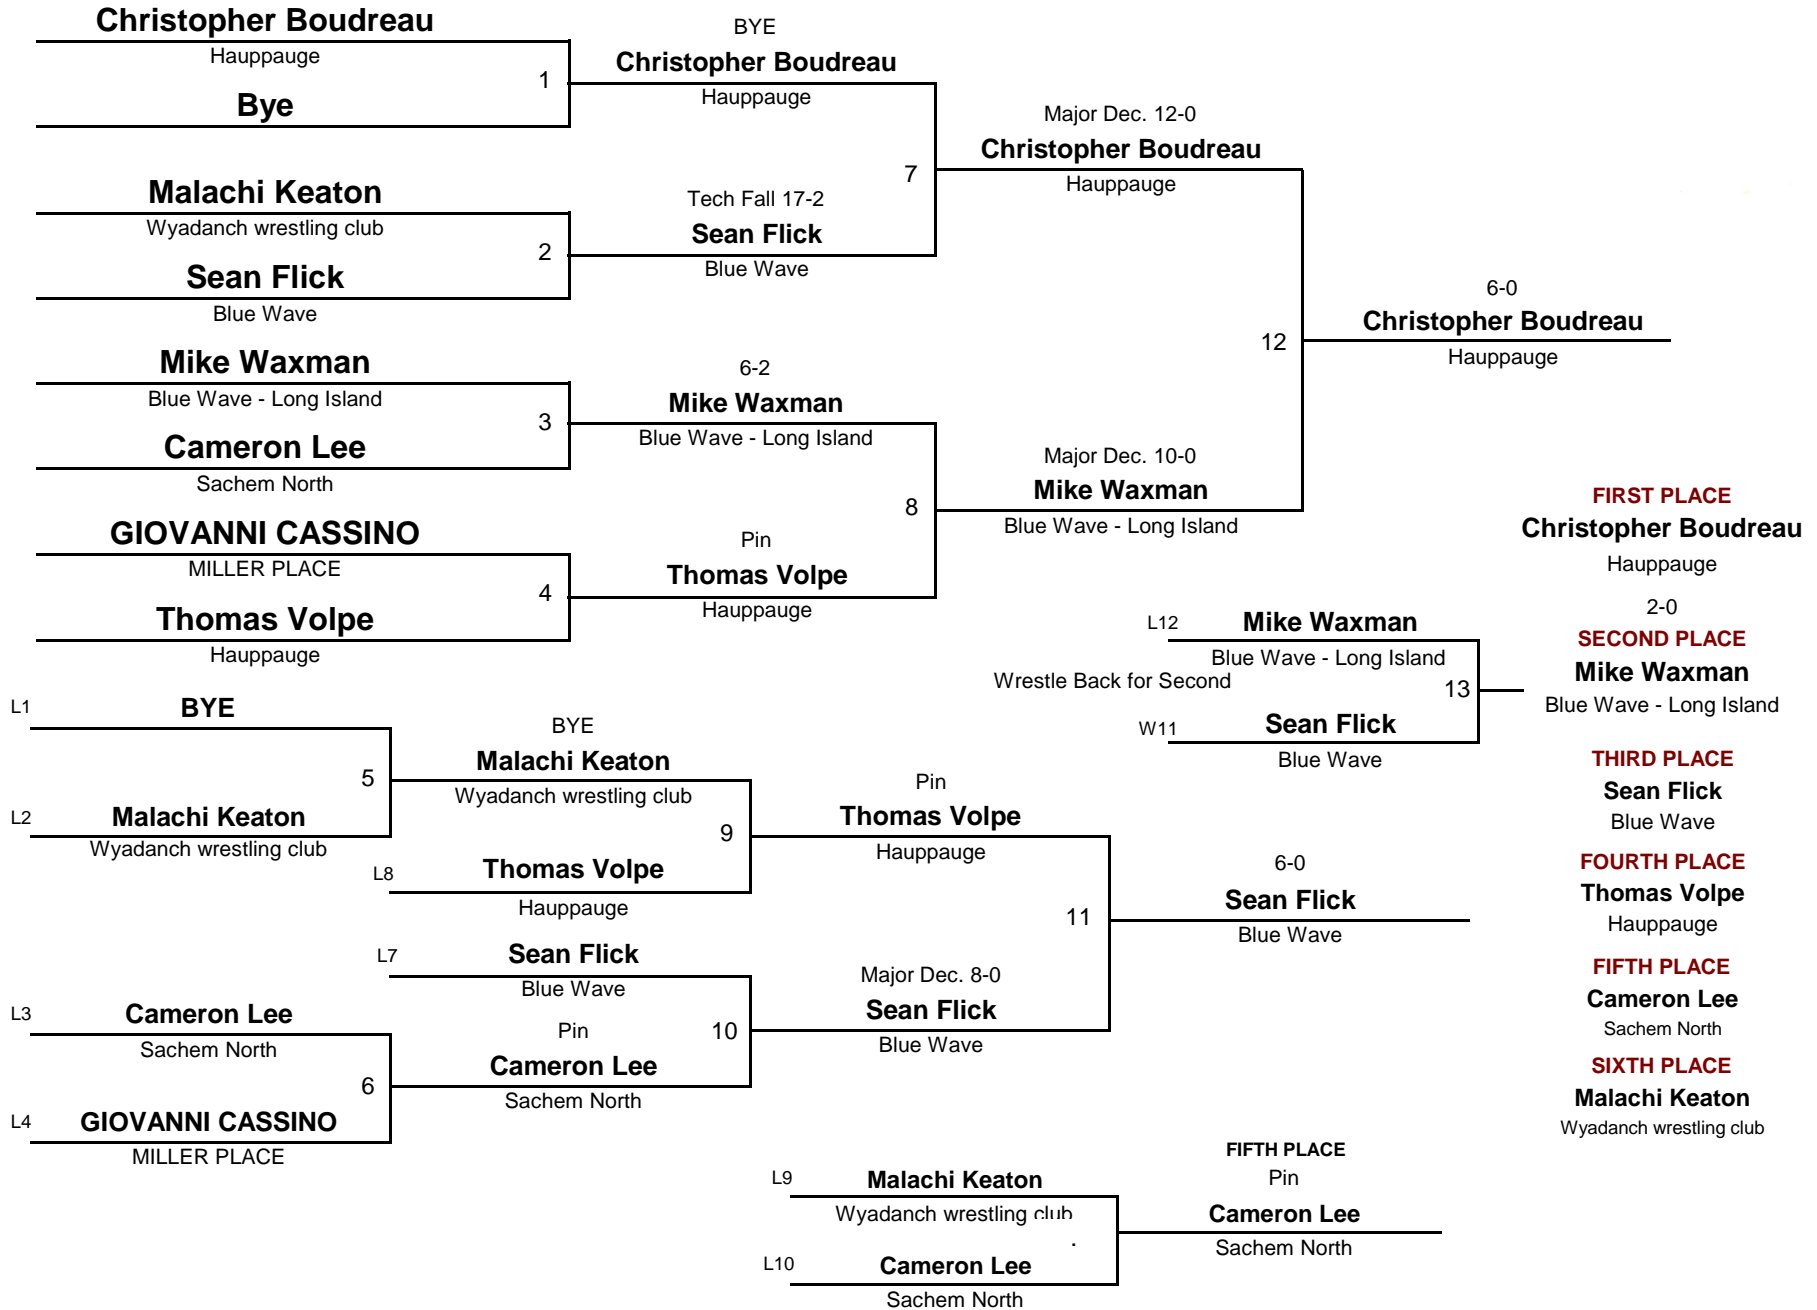 Christopher Boudreau
Hauppauge
1
Bye
BYE
Christopher Boudreau
Hauppauge
Malachi Keaton
Wyadanch wrestling club
2
Sean Flick
Blue Wave
Tech Fall 17-2
Sean Flick
Blue Wave
7
Major Dec. 12-0
Christopher Boudreau
Hauppauge
Mike Waxman
Blue Wave - Long Island
3
Cameron Lee
Sachem North
6-2
Mike Waxman
Blue Wave - Long Island
GIOVANNI CASSINO
MILLER PLACE
4
Thomas Volpe
Hauppauge
Pin
Thomas Volpe
Hauppauge
8
Major Dec. 10-0
Mike Waxman
Blue Wave - Long Island
12
6-0
Christopher Boudreau
Hauppauge
FIRST PLACE
Christopher Boudreau
Hauppauge
L12
Mike Waxman
Blue Wave - Long Island
Wrestle Back for Second
13
W11
Sean Flick
Blue Wave
2-0
SECOND PLACE
Mike Waxman
Blue Wave - Long Island
THIRD PLACE
Sean Flick
Blue Wave
FOURTH PLACE
Thomas Volpe
Hauppauge
FIFTH PLACE
Cameron Lee
Sachem North
SIXTH PLACE
Malachi Keaton
Wyadanch wrestling club
L1
BYE
5
L2
Malachi Keaton
Wyadanch wrestling club
BYE
Malachi Keaton
Wyadanch wrestling club
9
L8
Thomas Volpe
Hauppauge
Pin
Thomas Volpe
Hauppauge
L7
Sean Flick
Blue Wave
L3
Cameron Lee
Sachem North
6
L4
GIOVANNI CASSINO
MILLER PLACE
Pin
Cameron Lee
Sachem North
10
Major Dec. 8-0
Sean Flick
Blue Wave
11
6-0
Sean Flick
Blue Wave
L9
Malachi Keaton
Wyadanch wrestling club
L10
Cameron Lee
Sachem North
FIFTH PLACE
Pin
Cameron Lee
Sachem North